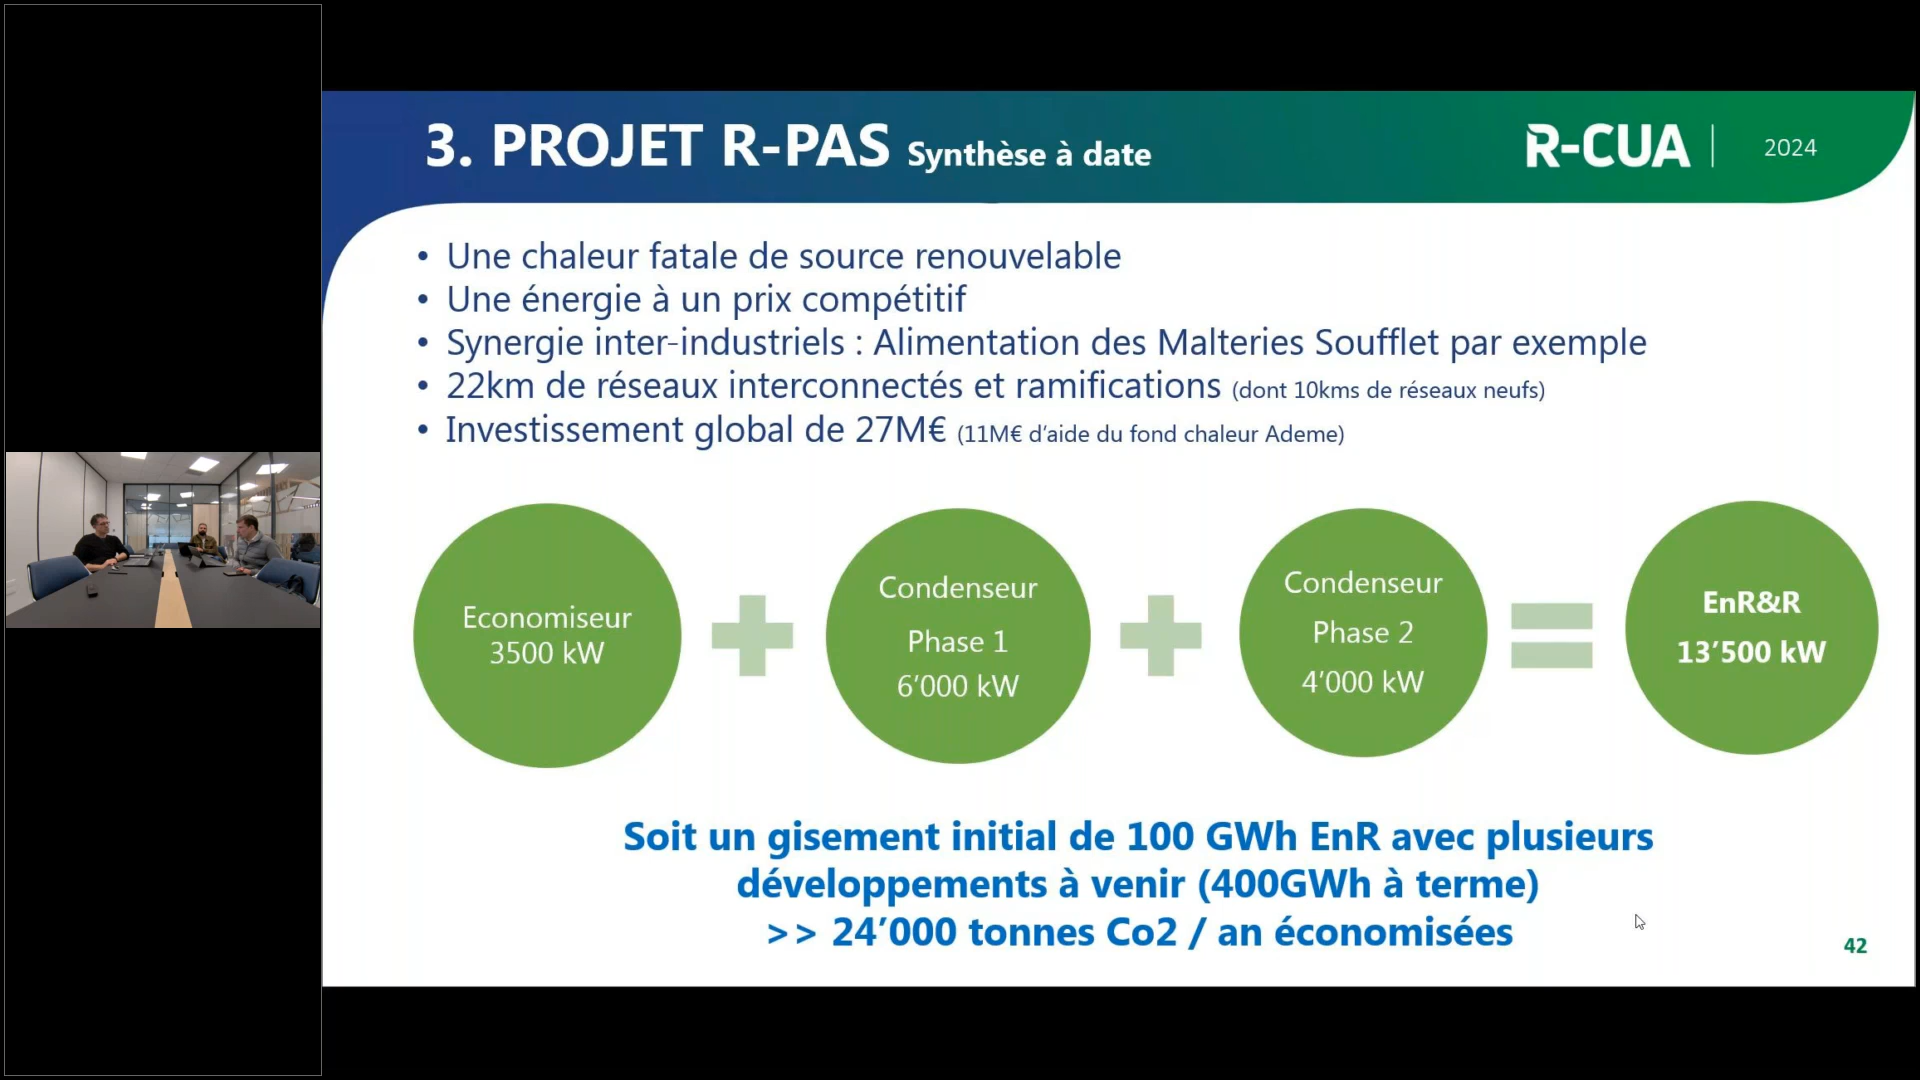 3. PROJET R-PAS Synthèse à date
R-CUA | 2024
• Une chaleur fatale de source renouvelable
• Une énergie à un prix compétitif
• Synergie inter-industriels : Alimentation des Malteries Soufflet par exemple
• 22km de réseaux interconnectés et ramifications (dont 10kms de réseaux neufs)
• Investissement global de 27M€ (11M€ d’aide du fond chaleur Ademe)
Economiseur
3500 kW
Condenseur
Phase 1
6’000 kW
Condenseur
Phase 2
4’000 kW
EnR&R
13’500 kW
Soit un gisement initial de 100 GWh EnR avec plusieurs
développements à venir (400GWh à terme)
>> 24’000 tonnes Co2 / an économisées
42